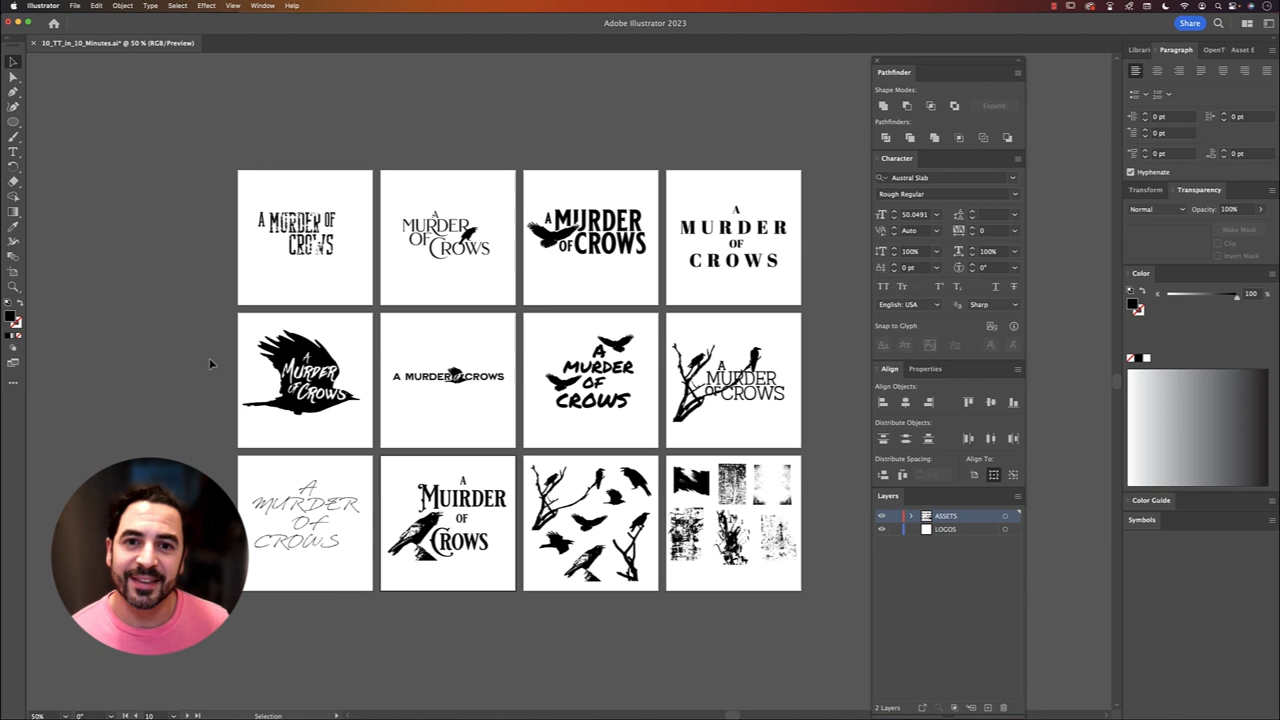 Illustrator File Edit Object Type Select Effect View Window Help
Adobe Illustrator 2023
Share
10_TT_in_10_Minutes.ai* @ 50 % (RGB/Preview)
A MURDER OF
CROWS
A
MURDER
OF CROWS
A MURDER
OF CROWS
A
MURDER
OF
CROWS
A
MURDER
OF CROWS
A MURDER of CROWS
A
MURDER
OF
CROWS
A
MURDER
OF CROWS
A
MURDER
OF
CROWS
A
MUIRDER
OF
CROWS
Pathfinder
Shape Modes:
Expand
Pathfinders:
Character
Austral Slab
Rough Regular
50.0491
Auto 0
100% 100%
0 pt 0°
English: USA Sharp
Snap to Glyph
Align Properties
Align Objects:
Distribute Objects:
Distribute Spacing: Align To:
Layers
ASSETS
LOGOS
2 Layers
Librari Paragraph OpenT Asset E
0 pt 0 pt
0 pt
0 pt 0 pt
Hyphenate
Transform Transparency
Normal Opacity: 100%
Make Mask
Clip
Invert Mask
Color
K 100 %
Color Guide
Symbols
50% 0° 10 Selection